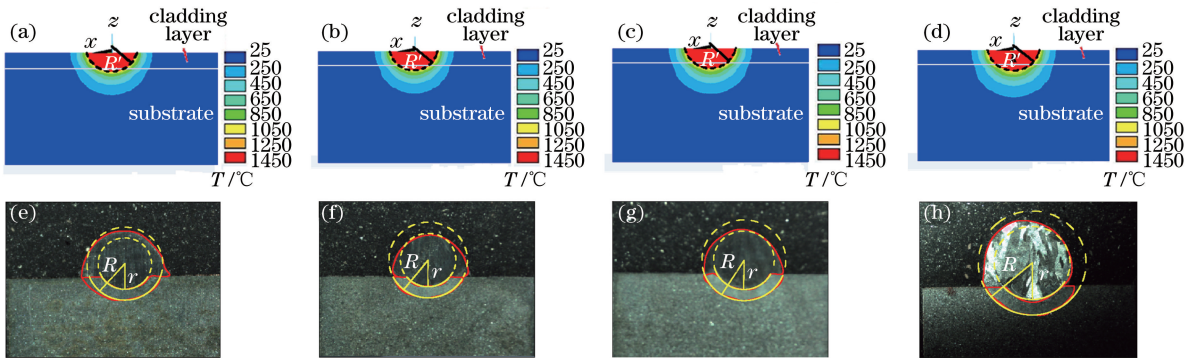 (a)
z
x
R'
cladding
layer
substrate
25
250
450
650
850
1050
1250
1450
T /℃
(b)
z
x
R'
cladding
layer
substrate
25
250
450
650
850
1050
1250
1450
T /℃
(c)
z
x
R'
cladding
layer
substrate
25
250
450
650
850
1050
1250
1450
T /℃
(d)
z
x
R'
cladding
layer
substrate
25
250
450
650
850
1050
1250
1450
T /℃
(e)
R
r
(f)
R
r
(g)
R
r
(h)
R
r